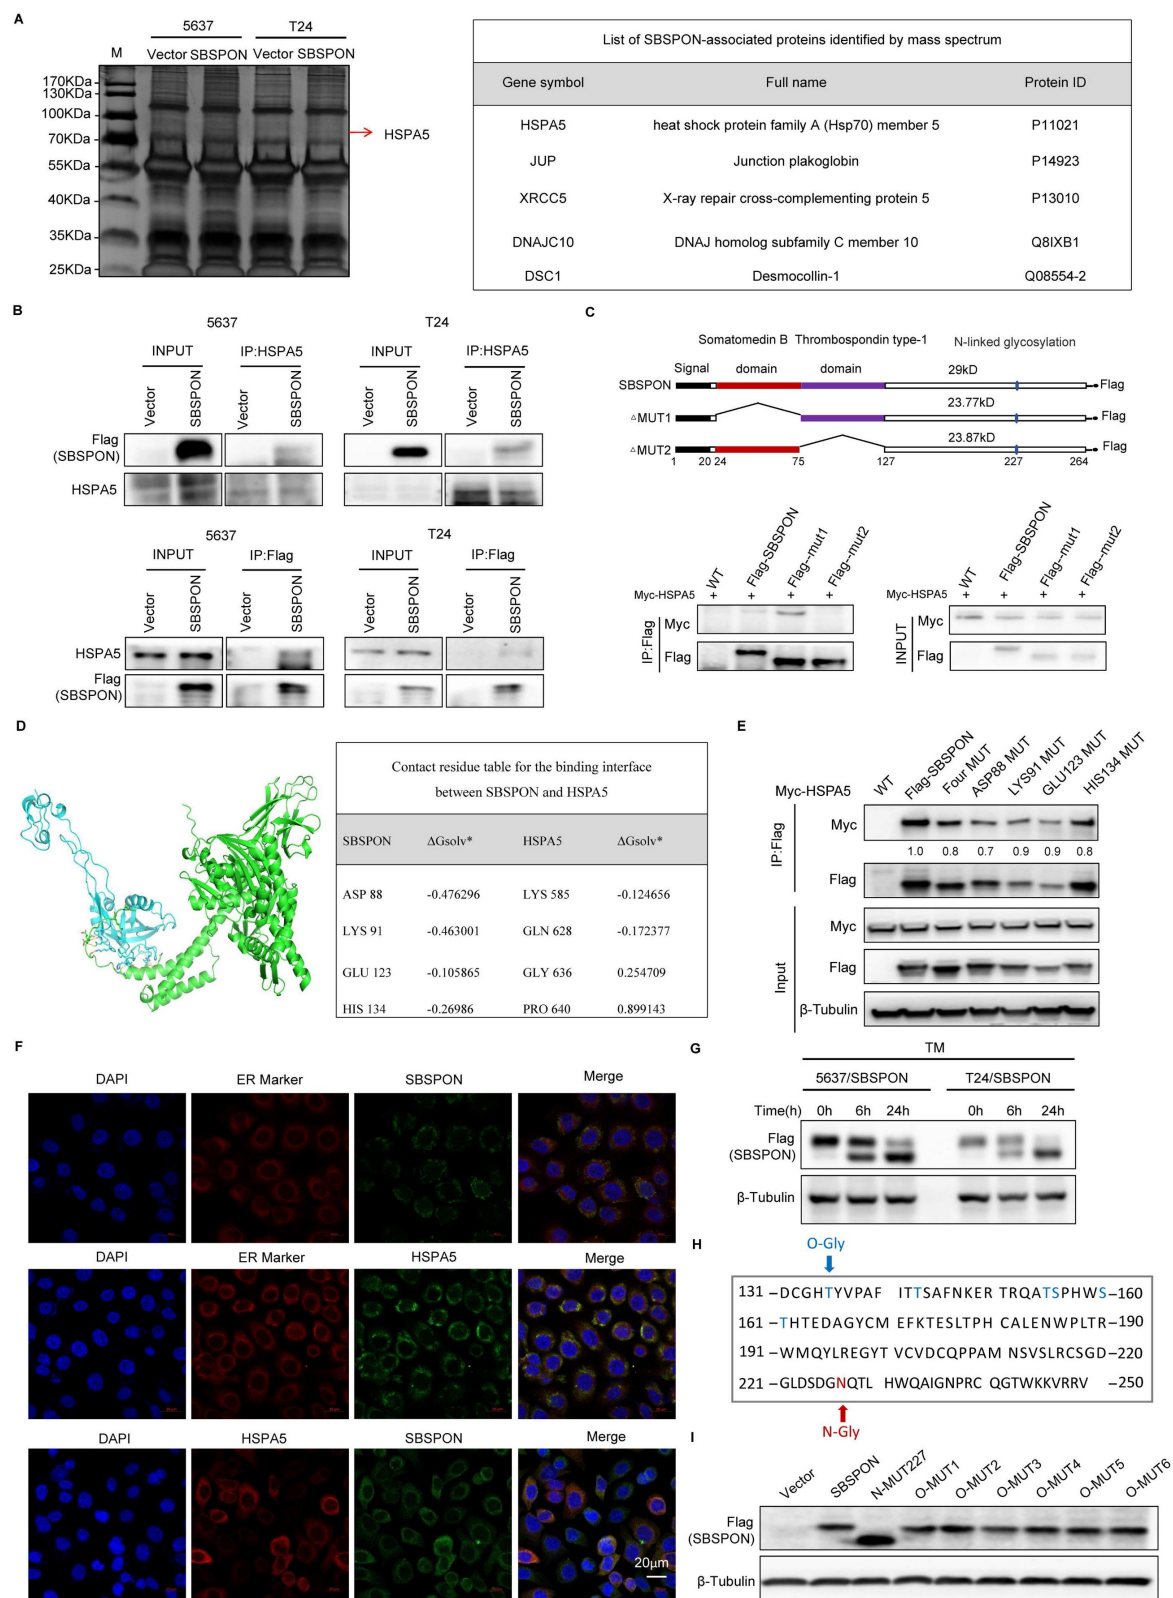 A
5637
T24
M
Vector SBSPON
Vector SBSPON
170KDa
130KDa
100KDa
70KDa
55KDa
40KDa
35KDa
25KDa
HSPA5
List of SBSPON-associated proteins identified by mass spectrum
Gene symbol Full name Protein ID
HSPA5 heat shock protein family A (Hsp70) member 5 P11021
JUP Junction plakoglobin P14923
XRCC5 X-ray repair cross-complementing protein 5 P13010
DNAJC10 DNAJ homolog subfamily C member 10 Q8IXB1
DSC1 Desmocollin-1 Q08554-2
B
5637
T24
INPUT IP:HSPA5 INPUT IP:HSPA5
Vector SBSPON Vector SBSPON Vector SBSPON Vector SBSPON
Flag
(SBSPON)
HSPA5
5637
T24
INPUT IP:Flag INPUT IP:Flag
Vector SBSPON Vector SBSPON Vector SBSPON Vector SBSPON
HSPA5
Flag
(SBSPON)
C
Somatomedin B Thrombospondin type-1 N-linked glycosylation
Signal domain domain 29kD
SBSPON Flag
23.77kD
△MUT1 Flag
23.87kD
△MUT2 Flag
1 20 24 75 127 227 264
WT Flag-SBSPON Flag--mut1 Flag--mut2
Myc-HSPA5 + + + +
IP:Flag
Myc
Flag
WT Flag-SBSPON Flag--mut1 Flag--mut2
Myc-HSPA5 + + + +
INPUT
Myc
Flag
D
Contact residue table for the binding interface
between SBSPON and HSPA5
SBSPON ΔGsolv* HSPA5 ΔGsolv*
ASP 88 -0.476296 LYS 585 -0.124656
LYS 91 -0.463001 GLN 628 -0.172377
GLU 123 -0.105865 GLY 636 0.254709
HIS 134 -0.26986 PRO 640 0.899143
E
WT Flag-SBSPON Four MUT ASP88 MUT LYS91 MUT GLU123 MUT HIS134 MUT
Myc-HSPA5
IP:Flag
Myc
1.0 0.8 0.7 0.9 0.9 0.8
Flag
Input
Myc
Flag
β-Tubulin
F
DAPI ER Marker SBSPON Merge
DAPI ER Marker HSPA5 Merge
DAPI HSPA5 SBSPON Merge
20μm
G
TM
5637/SBSPON T24/SBSPON
Time(h) 0h 6h 24h 0h 6h 24h
Flag
(SBSPON)
β-Tubulin
H
O-Gly
131 –DCGHTYVPAF ITTSAFNKER TRQATSPHWS–160
161 –THTEDAGYCM EFKTESLTPH CALENWPLTR–190
191 –WMQYLREGYT VCVDCQPPAM NSVSLRCSGD–220
221 –GLDSDGNQTL HWQAIGNPRC QGTWKKVRRV –250
N-Gly
I
Vector SBSPON N-MUT227 O-MUT1 O-MUT2 O-MUT3 O-MUT4 O-MUT5 O-MUT6
Flag
(SBSPON)
β-Tubulin